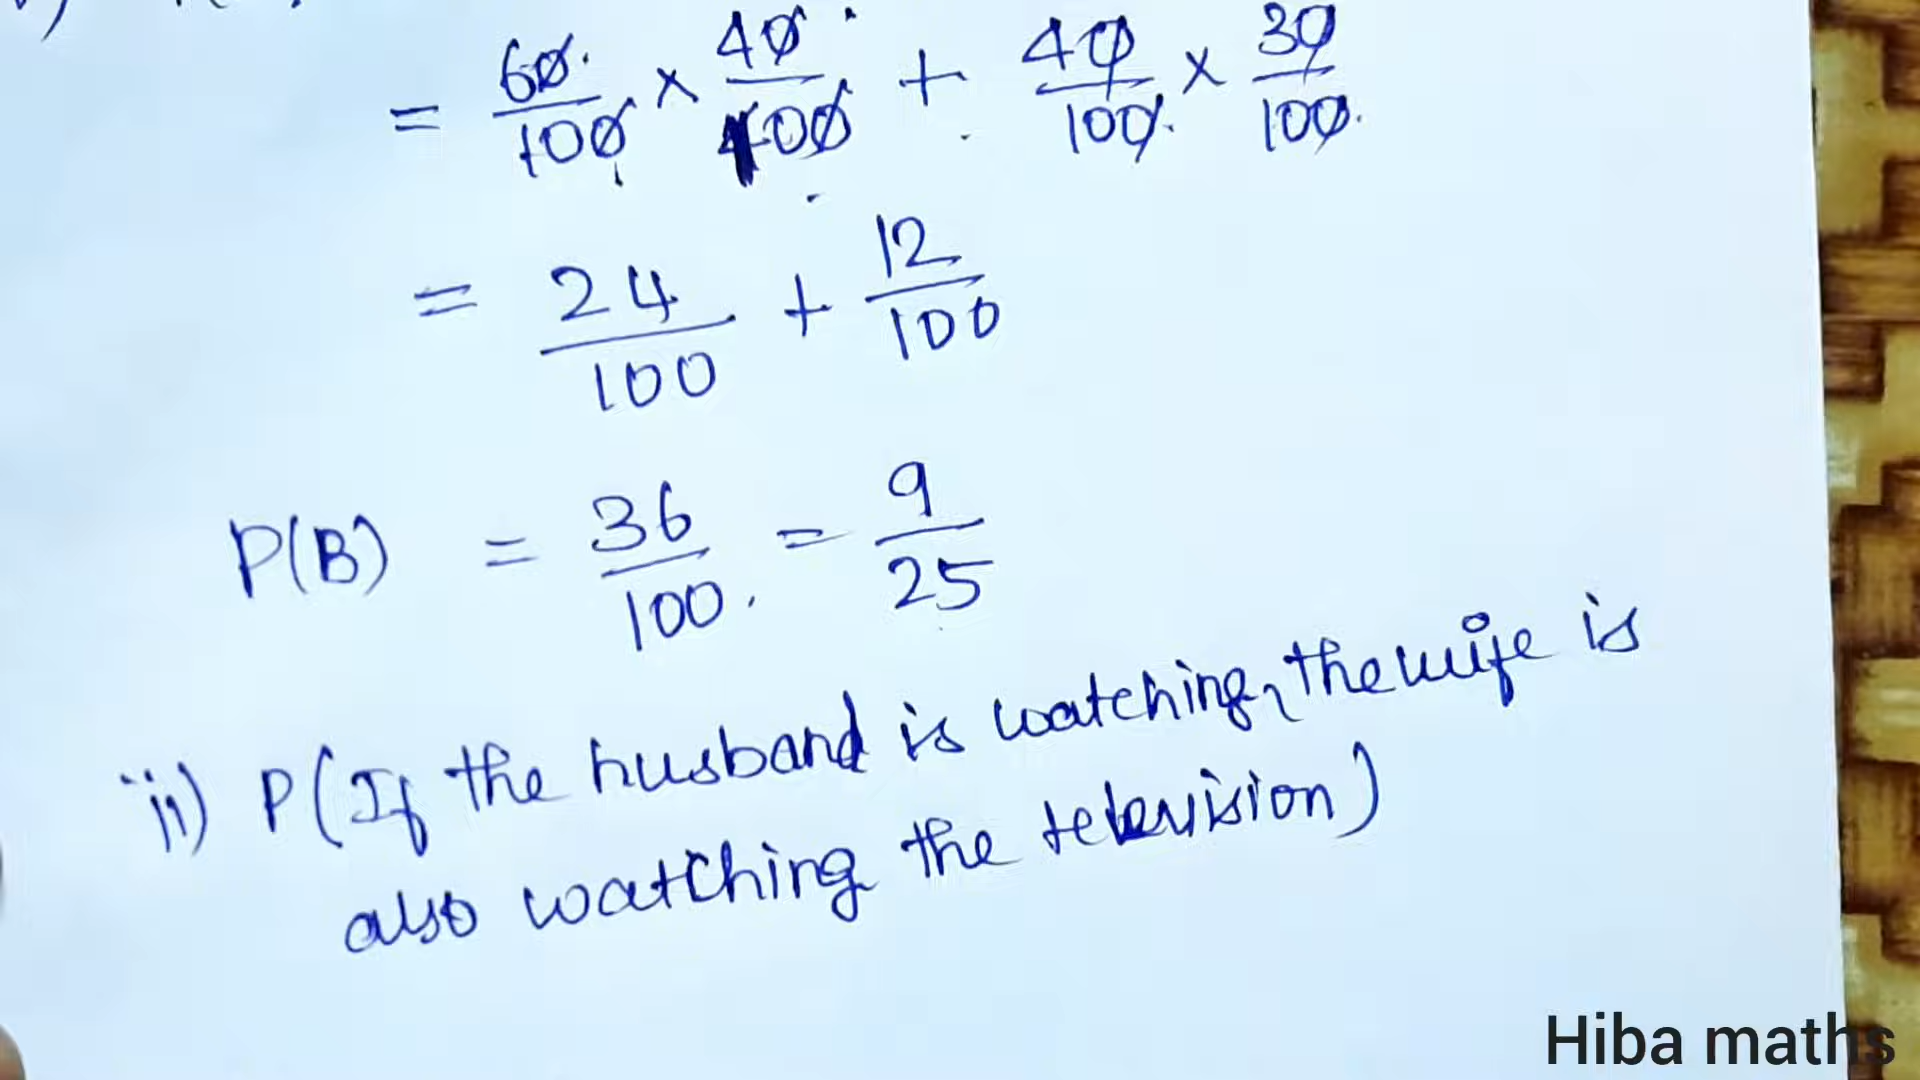 = 60/100 × 40/100 + 40/100 × 30/100
= 24/100 + 12/100
P(B) = 36/100 = 9/25
ii) P(If the husband is watching, the wife is
also watching the television)
Hiba maths